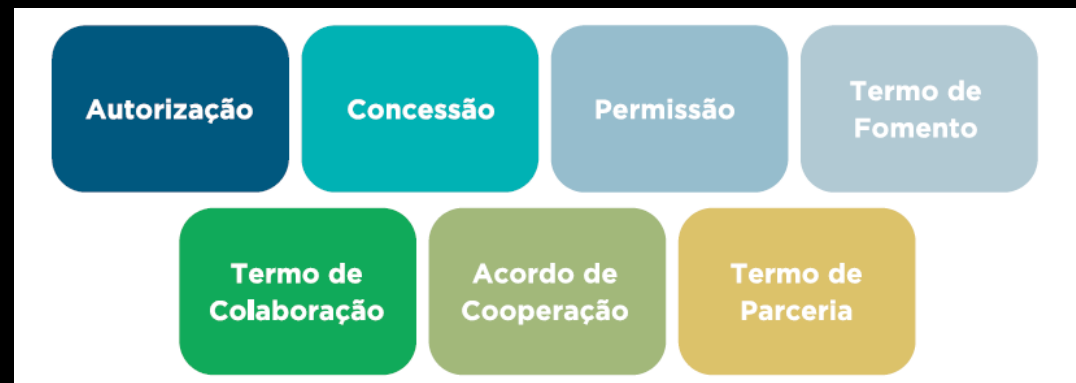 Autorização
Concessão
Permissão
Termo de
Fomento
Termo de
Colaboração
Acordo de
Cooperação
Termo de
Parceria